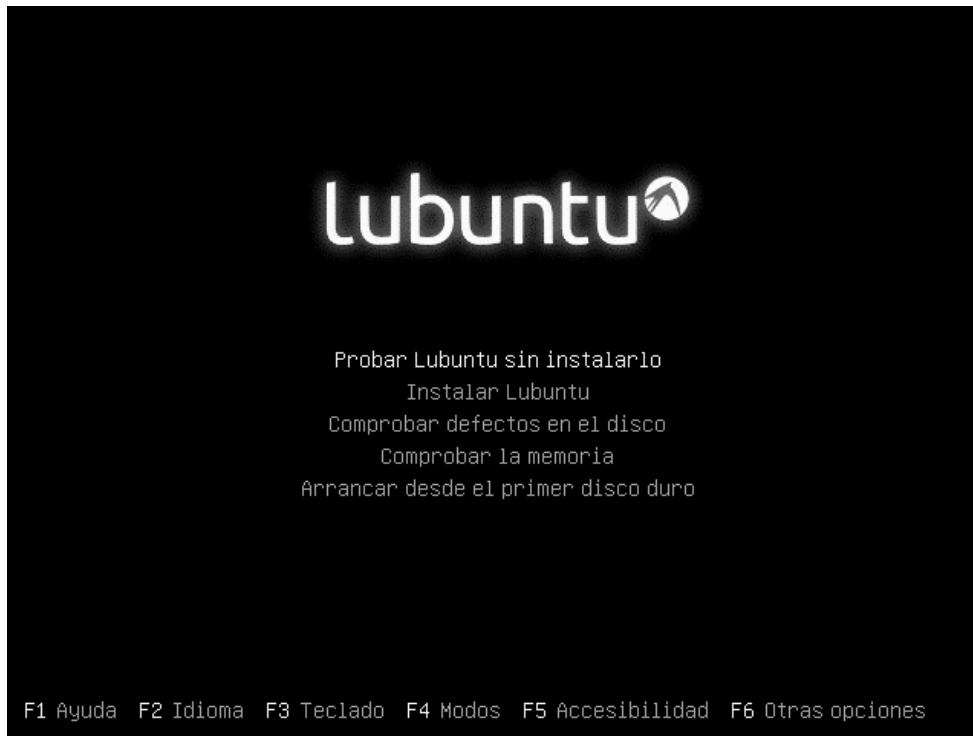 lubuntu
Probar Lubuntu sin instalarlo
Instalar Lubuntu
Comprobar defectos en el disco
Comprobar la memoria
Arrancar desde el primer disco duro
F1 Ayuda F2 Idioma F3 Teclado F4 Modos F5 Accesibilidad F6 Otras opciones